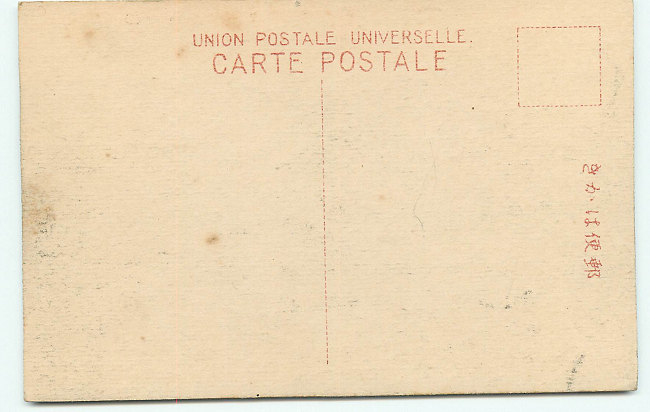 UNION POSTALE UNIVERSELLE.
CARTE POSTALE
郵便はかき